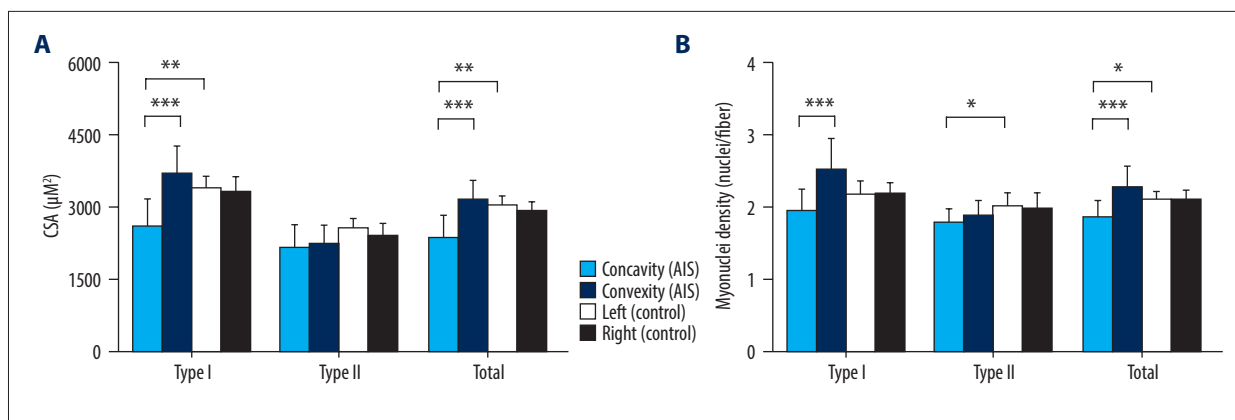 A
CSA (µM²)
6000
4500
3000
1500
0
**
***
**
***
Type I
Type II
Total
Concavity (AIS)
Convexity (AIS)
Left (control)
Right (control)
B
Myonuclei density (nuclei/fiber)
4
3
2
1
0
***
*
*
***
Type I
Type II
Total